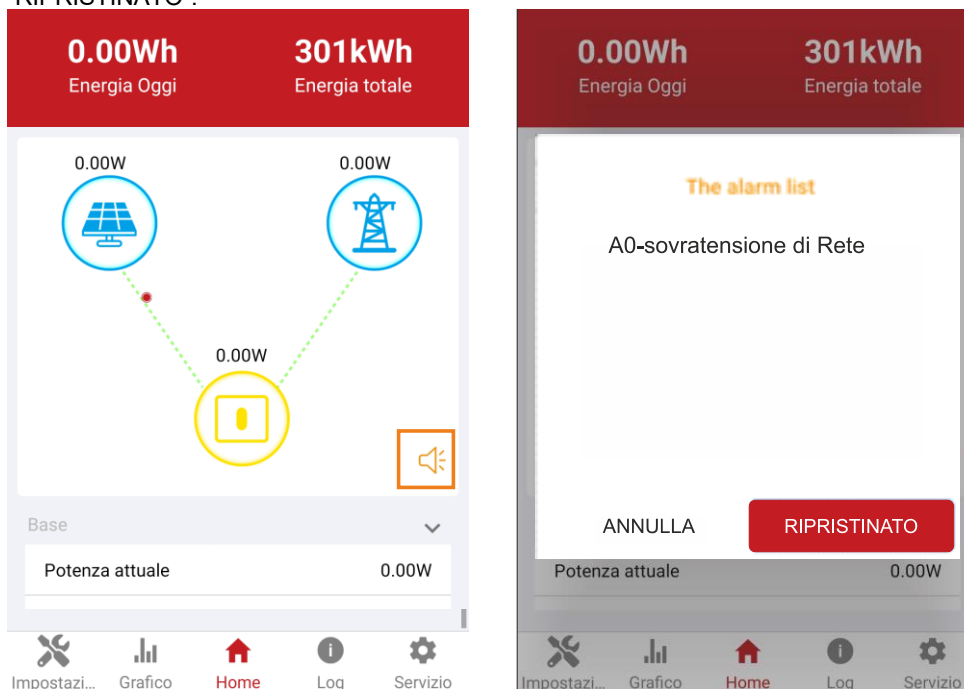 "RIPRISTINATO".
0.00Wh 301kWh
Energia Oggi Energia totale
0.00W 0.00W
0.00W
Base
Potenza attuale 0.00W
Impostazi... Grafico Home Log Servizio
0.00Wh 301kWh
Energia Oggi Energia totale
The alarm list
A0-sovratensione di Rete
ANNULLA RIPRISTINATO
Potenza attuale 0.00W
Impostazi... Grafico Home Log Servizio